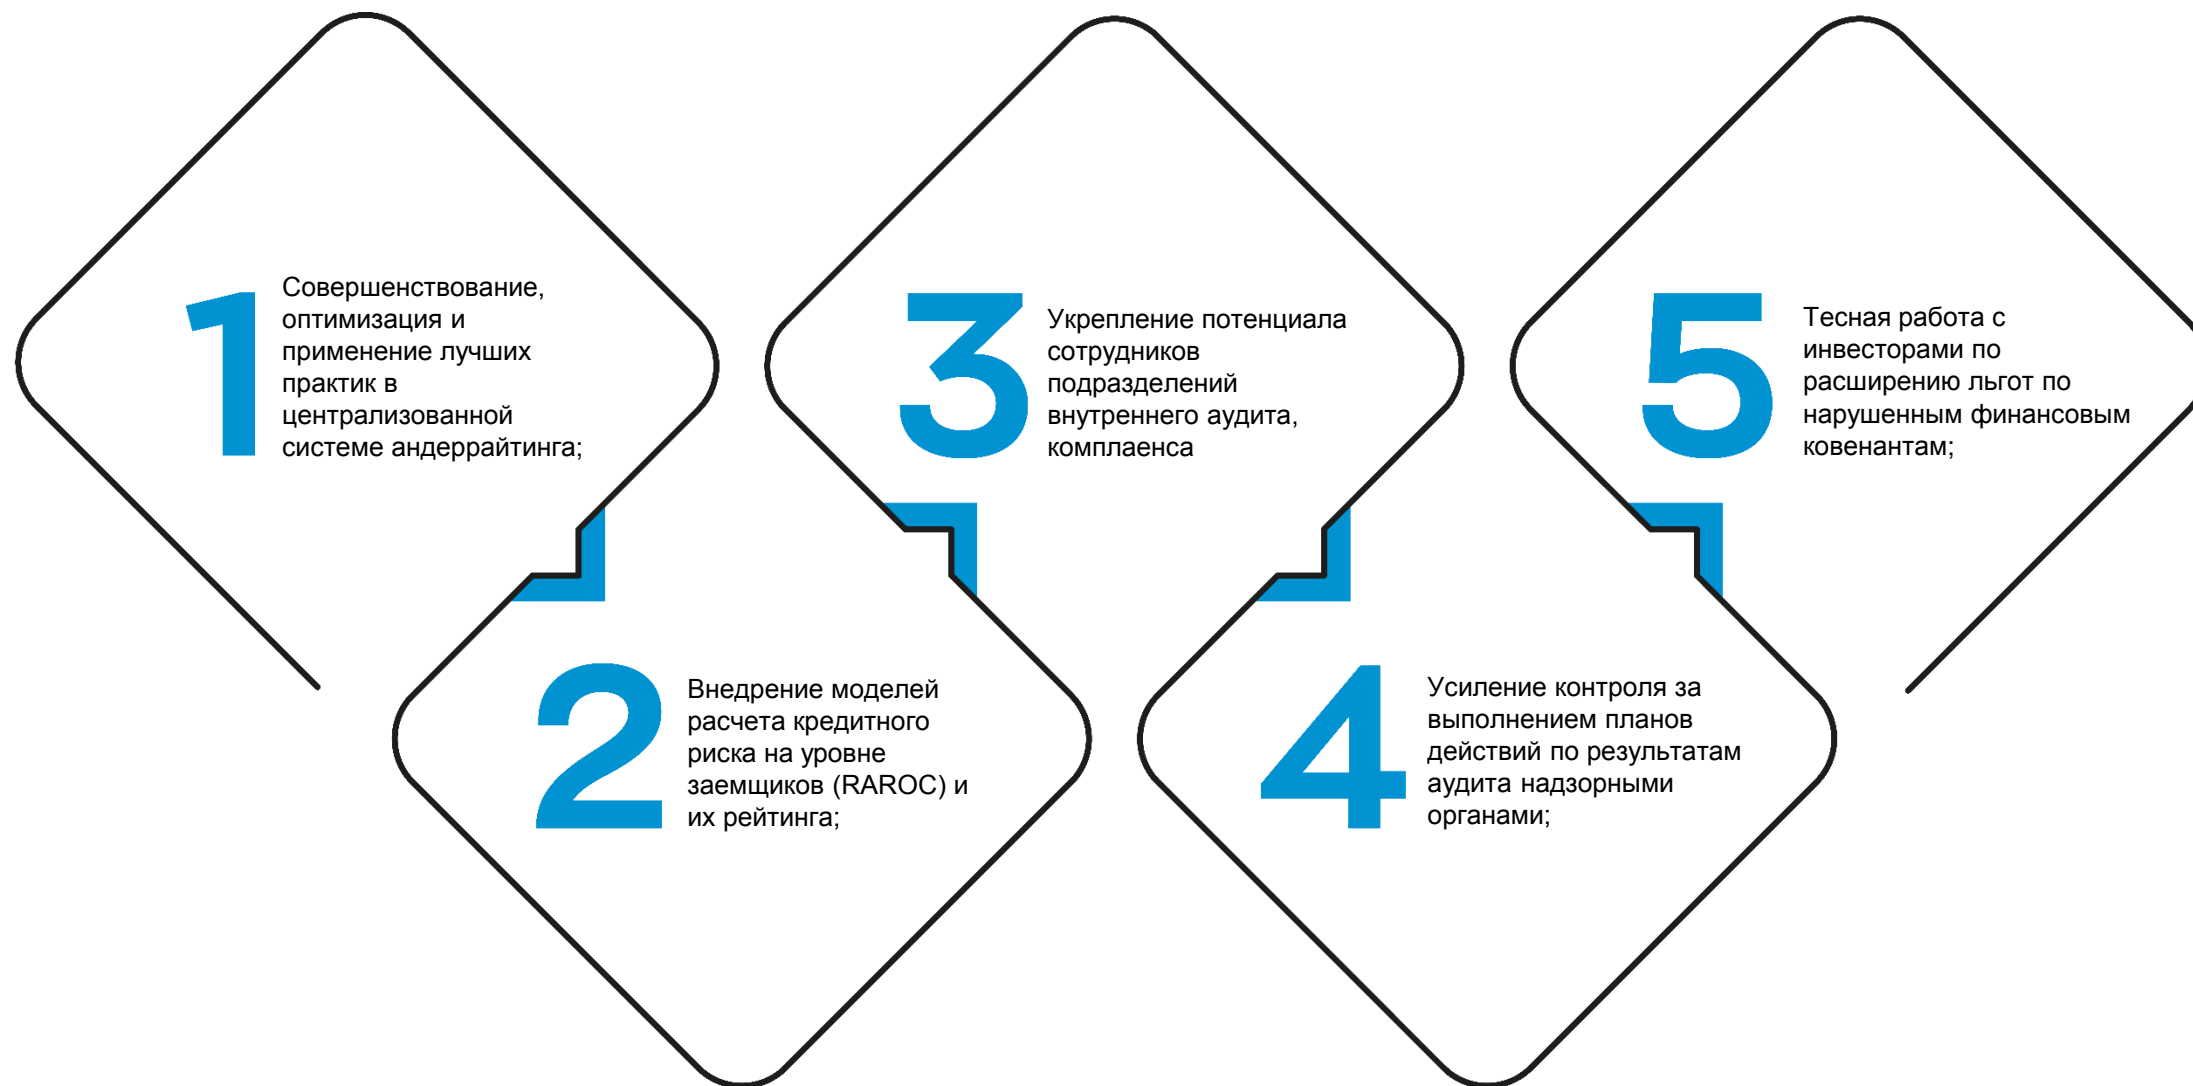 1
Совершенствование,
оптимизация и
применение лучших
практик в
централизованной
системе андеррайтинга;
2
Внедрение моделей
расчета кредитного
риска на уровне
заемщиков (RAROC) и
их рейтинга;
3
Укрепление потенциала
сотрудников
подразделений
внутреннего аудита,
комплаенса
4
Усиление контроля за
выполнением планов
действий по результатам
аудита надзорными
органами;
5
Тесная работа с
инвесторами по
расширению льгот по
нарушенным финансовым
ковенантам;